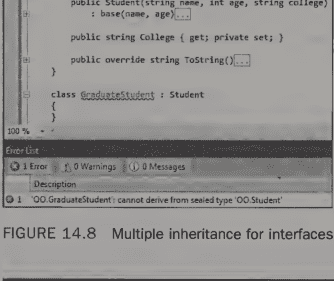 public Student(string name, int age, string college)
: base(name, age)...
public string College { get; private set; }
public override string ToString()...
}
class GraduateStudent : Student
{
}
100 %
Error List
1 Error 0 Warnings 0 Messages
Description
1 'OO.GraduateStudent': cannot derive from sealed type 'OO.Student'
FIGURE 14.8 Multiple inheritance for interfaces